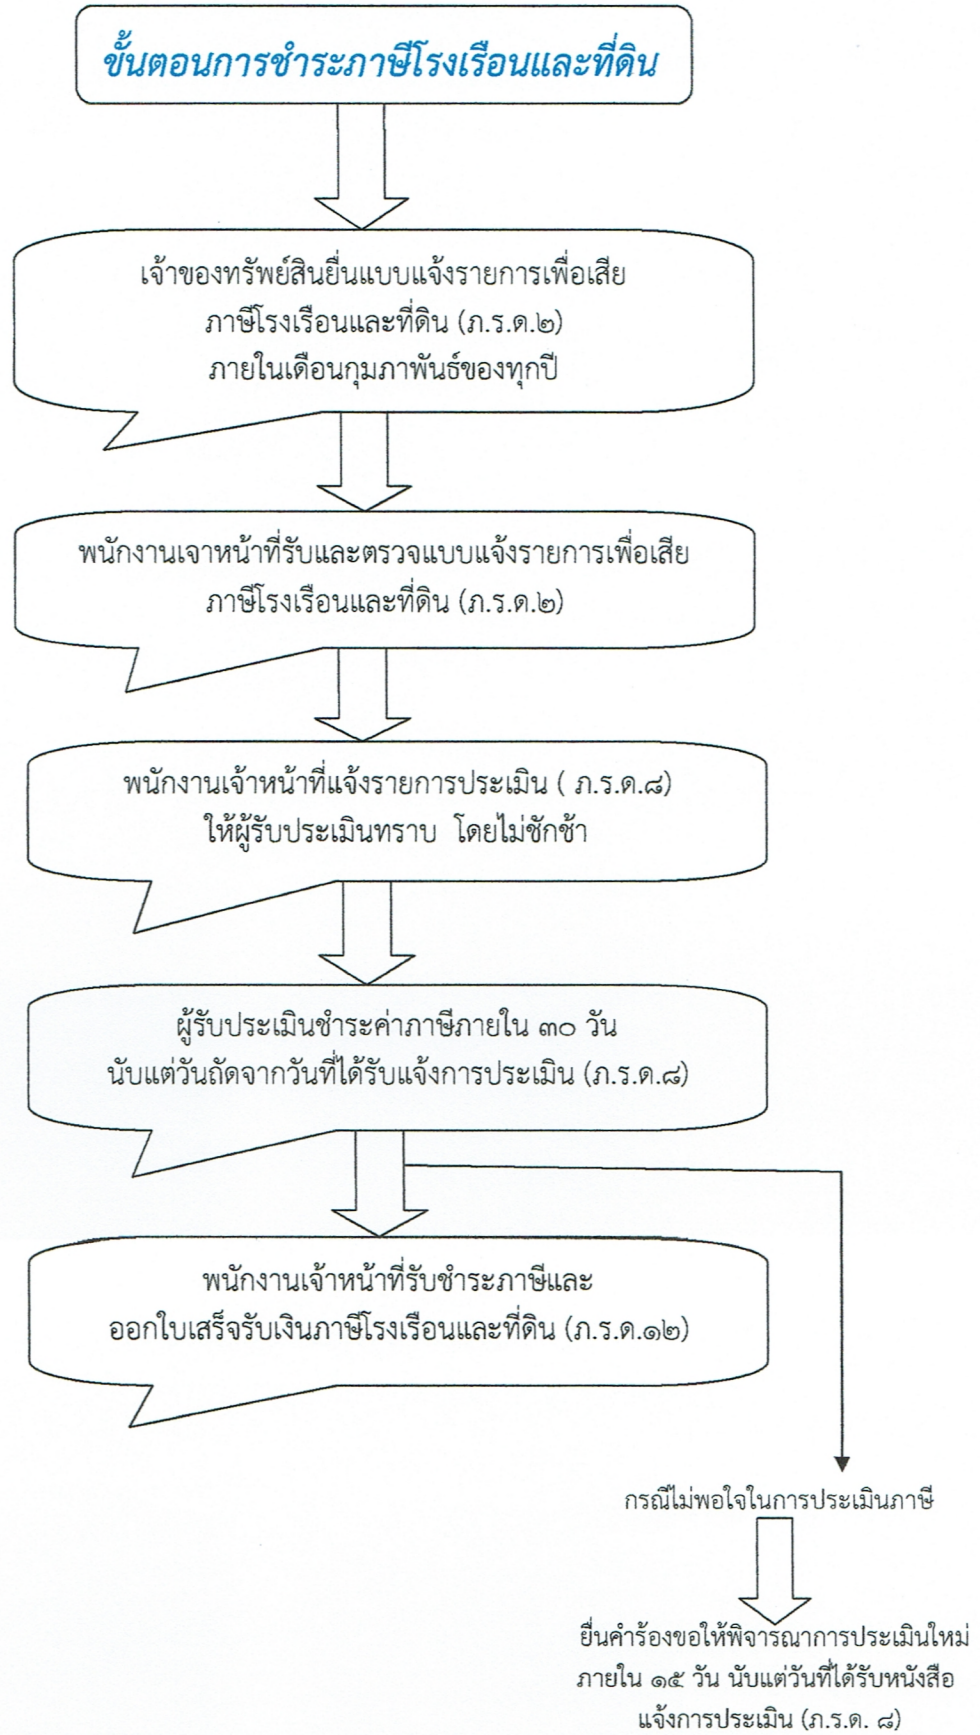 ขั้นตอนการชำระภาษีโรงเรือนและที่ดิน
เจ้าของทรัพย์สินยื่นแบบแจ้งรายการเพื่อเสีย
ภาษีโรงเรือนและที่ดิน (ภ.ร.ด.๒)
ภายในเดือนกุมภาพันธ์ของทุกปี
พนักงานเจาหน้าที่รับและตรวจแบบแจ้งรายการเพื่อเสีย
ภาษีโรงเรือนและที่ดิน (ภ.ร.ด.๒)
พนักงานเจ้าหน้าที่แจ้งรายการประเมิน ( ภ.ร.ด.๘)
ให้ผู้รับประเมินทราบ โดยไม่ชักช้า
ผู้รับประเมินชำระค่าภาษีภายใน ๓๐ วัน
นับแต่วันถัดจากวันที่ได้รับแจ้งการประเมิน (ภ.ร.ด.๘)
พนักงานเจ้าหน้าที่รับชำระภาษีและ
ออกใบเสร็จรับเงินภาษีโรงเรือนและที่ดิน (ภ.ร.ด.๑๒)
กรณีไม่พอใจในการประเมินภาษี
ยื่นคำร้องขอให้พิจารณาการประเมินใหม่
ภายใน ๑๕ วัน นับแต่วันที่ได้รับหนังสือ
แจ้งการประเมิน (ภ.ร.ด. ๘)